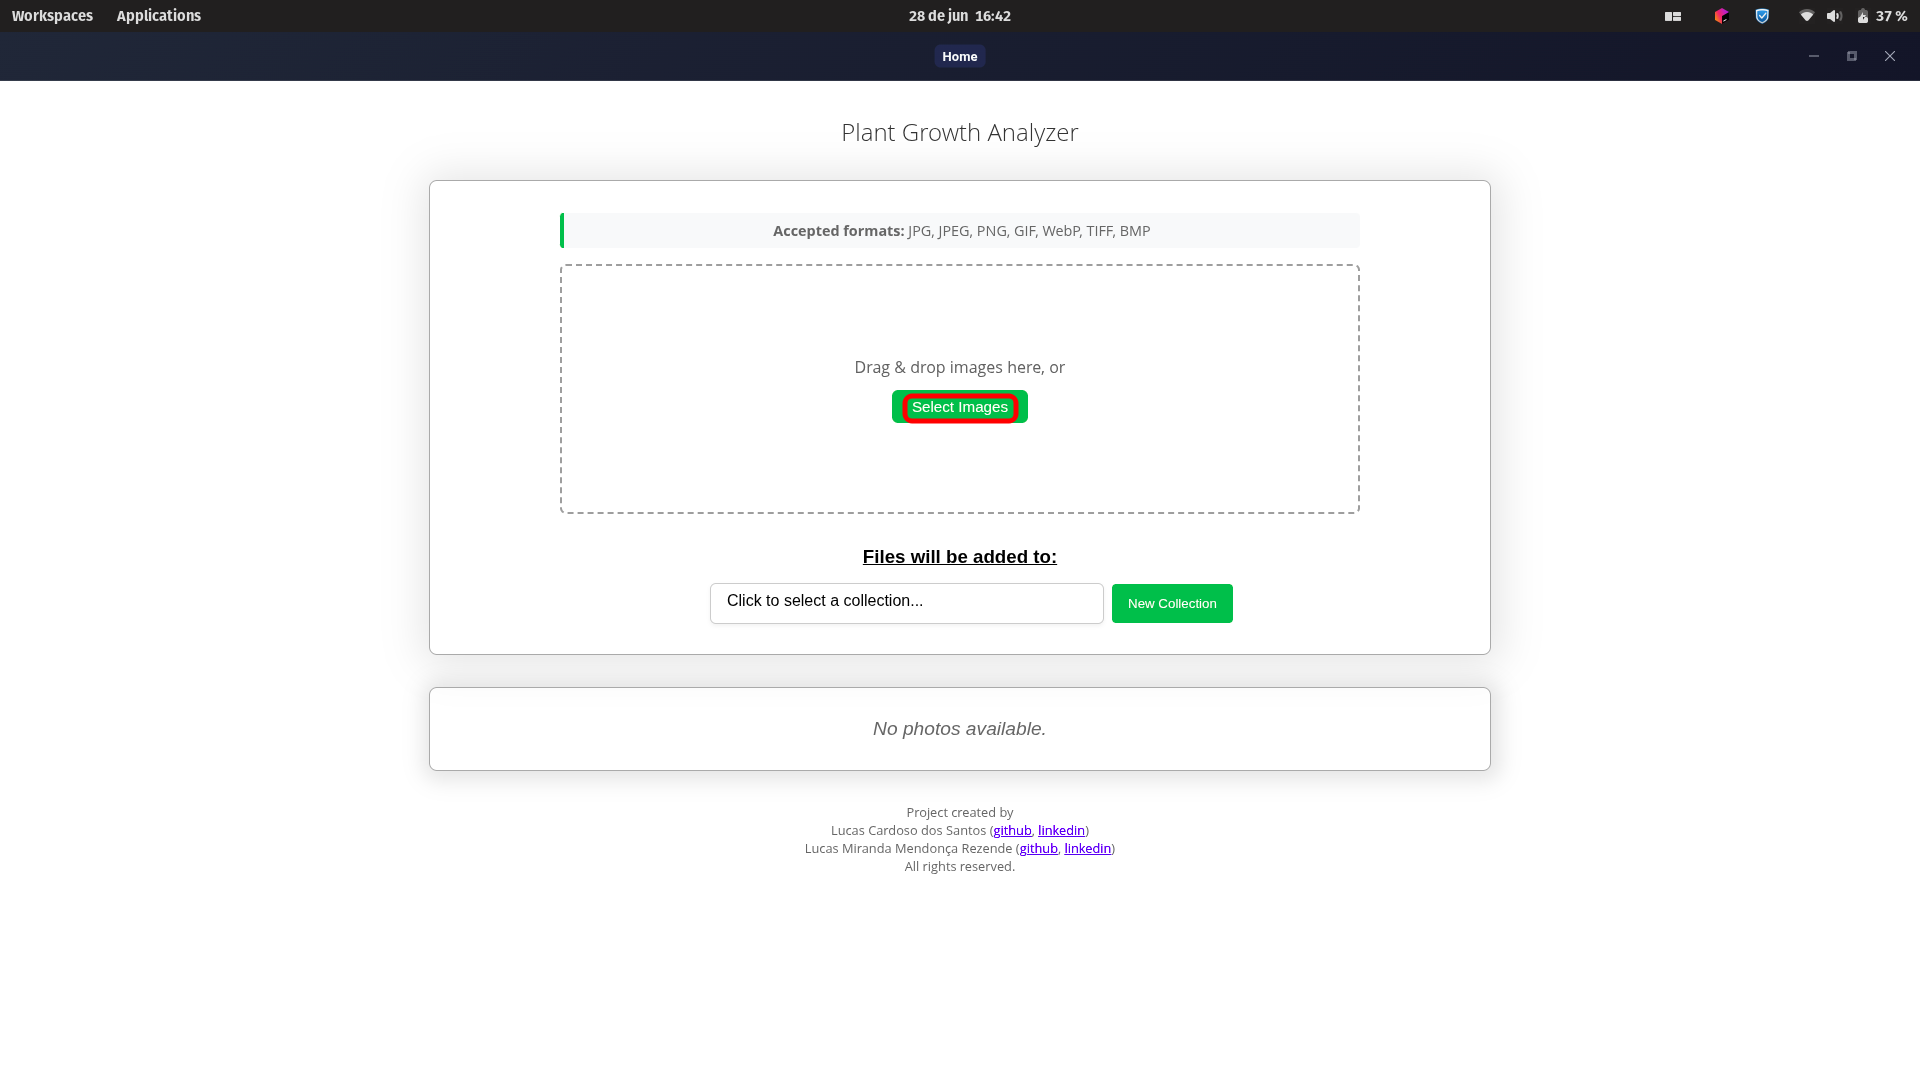 Workspaces Applications 28 de jun 16:42 37 %
Home
Plant Growth Analyzer
Accepted formats: JPG, JPEG, PNG, GIF, WebP, TIFF, BMP
Drag & drop images here, or
Select Images
Files will be added to:
Click to select a collection... New Collection
No photos available.
Project created by
Lucas Cardoso dos Santos (github, linkedin)
Lucas Miranda Mendonça Rezende (github, linkedin)
All rights reserved.